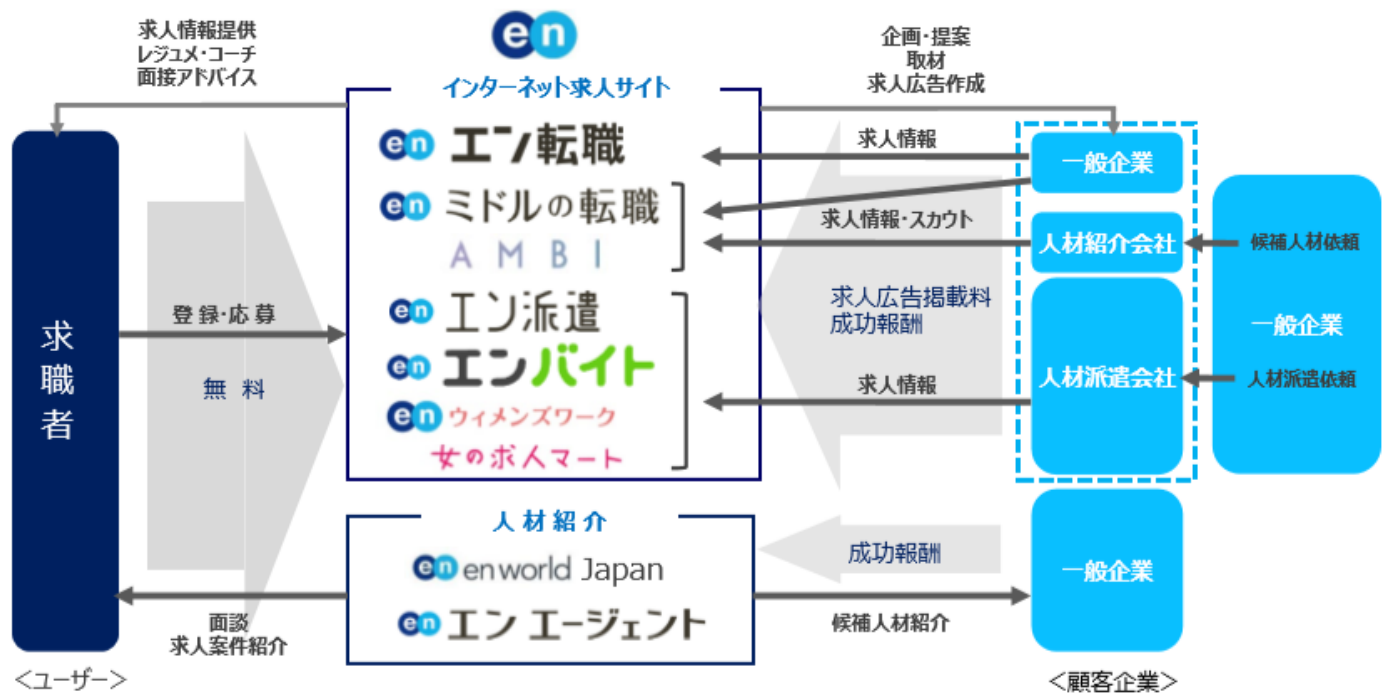 求人情報提供
レジュメ・コーチ
面接アドバイス
en
企画・提案
取材
求人広告作成
インターネット求人サイト
en エン転職
en ミドルの転職
AMBI
en エン派遣
en エンバイト
en ウィメンズワーク
女の求人マート
求人情報
求人情報・スカウト
求人広告掲載料
成功報酬
求人情報
一般企業
人材紹介会社
人材派遣会社
候補人材依頼
一般企業
人材派遣依頼
求職者
登録・応募
無料
人材紹介
en en world Japan
en エン エージェント
成功報酬
候補人材紹介
一般企業
面談
求人案件紹介
＜ユーザー＞
＜顧客企業＞